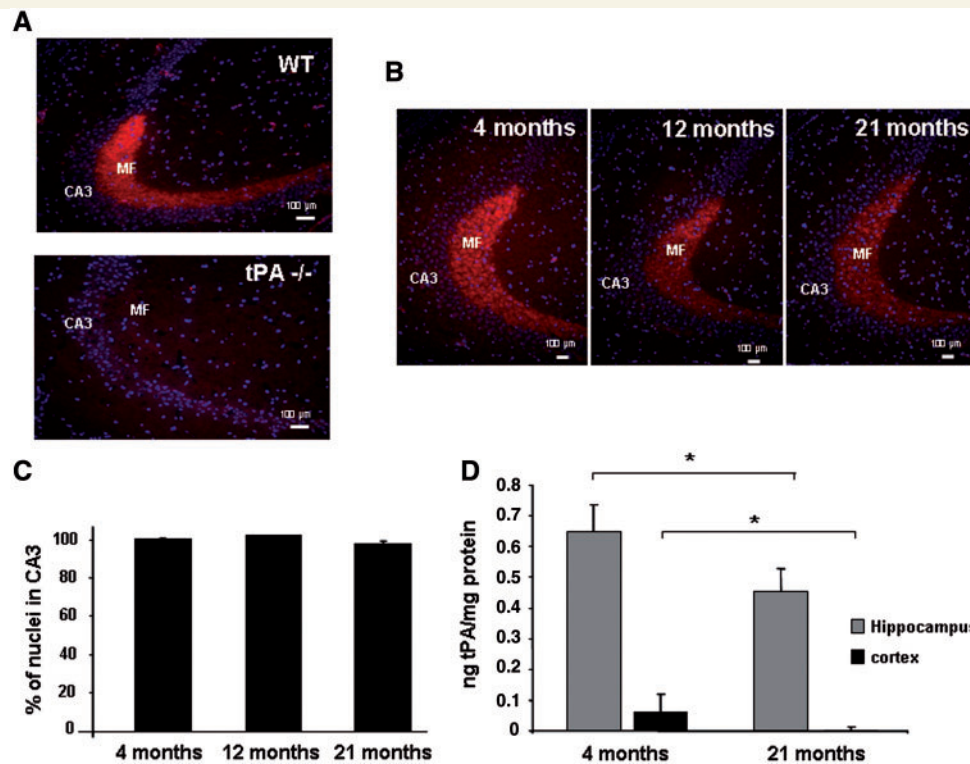 A
WT
MF
CA3
100 µm
tPA -/-
MF
CA3
100 µm
B
4 months
MF
CA3
100 µm
12 months
MF
CA3
100 µm
21 months
MF
CA3
100 µm
C
% of nuclei in CA3
100
80
60
40
20
0
4 months 12 months 21 months
D
ng tPA/mg protein
0.8
0.7
0.6
0.5
0.4
0.3
0.2
0.1
0
*
*
Hippocampus
cortex
4 months 21 months